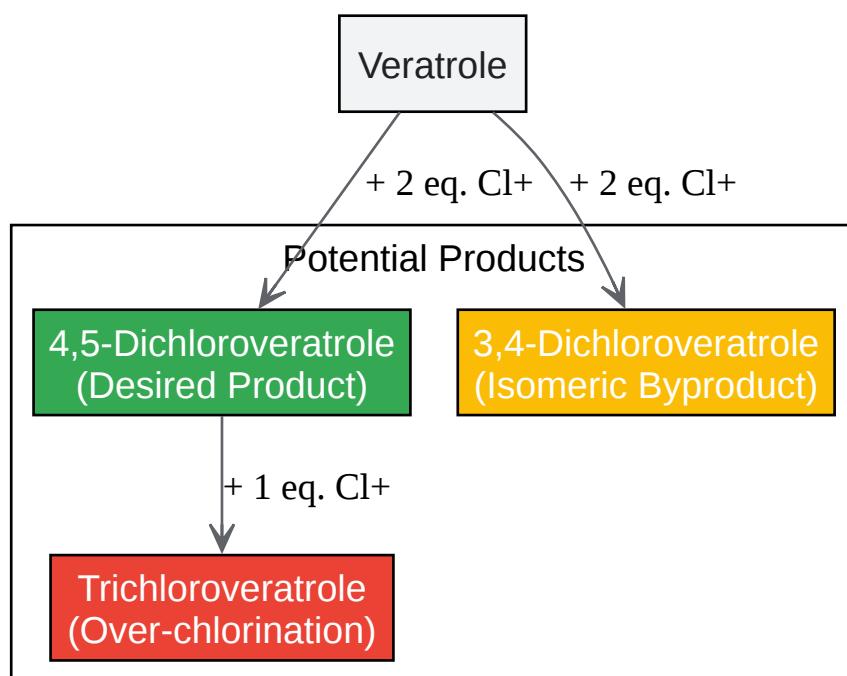 Veratrole
+ 2 eq. Cl+
+ 2 eq. Cl+
Potential Products
4,5-Dichloroveratrole
(Desired Product)
3,4-Dichloroveratrole
(Isomeric Byproduct)
+ 1 eq. Cl+
Trichloroveratrole
(Over-chlorination)